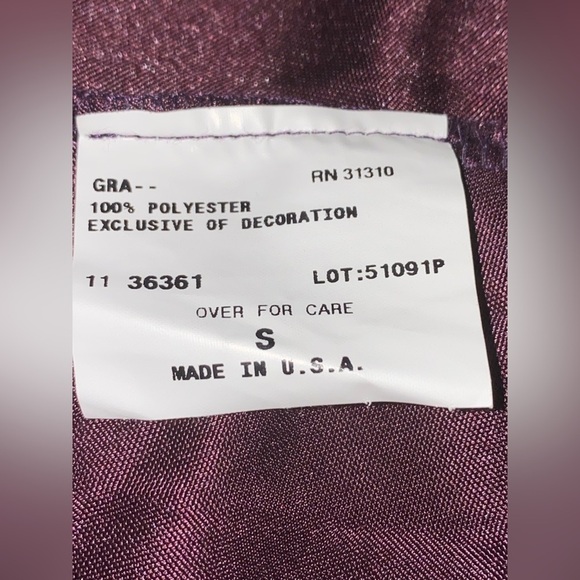 GRA-- RN 31310
100% POLYESTER
EXCLUSIVE OF DECORATION
11 36361 LOT:51091P
OVER FOR CARE
S
MADE IN U.S.A.